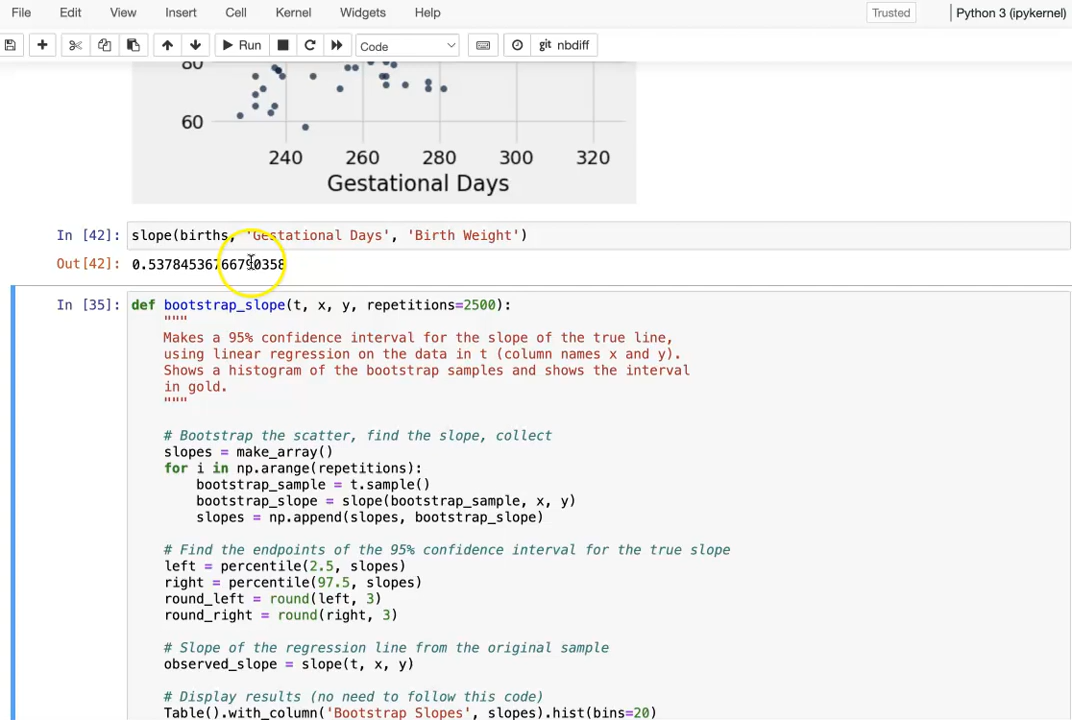 File Edit View Insert Cell Kernel Widgets Help Trusted Python 3 (ipykernel)
Run Code git nbdiff
80
60
240 260 280 300 320
Gestational Days
In [42]: slope(births, 'Gestational Days', 'Birth Weight')
Out[42]: 0.5378453676679​0358
In [35]: def bootstrap_slope(t, x, y, repetitions=2500):
"""
Makes a 95% confidence interval for the slope of the true line,
using linear regression on the data in t (column names x and y).
Shows a histogram of the bootstrap samples and shows the interval
in gold.
"""
# Bootstrap the scatter, find the slope, collect
slopes = make_array()
for i in np.arange(repetitions):
bootstrap_sample = t.sample()
bootstrap_slope = slope(bootstrap_sample, x, y)
slopes = np.append(slopes, bootstrap_slope)
# Find the endpoints of the 95% confidence interval for the true slope
left = percentile(2.5, slopes)
right = percentile(97.5, slopes)
round_left = round(left, 3)
round_right = round(right, 3)
# Slope of the regression line from the original sample
observed_slope = slope(t, x, y)
# Display results (no need to follow this code)
Table().with_column('Bootstrap Slopes', slopes).hist(bins=20)